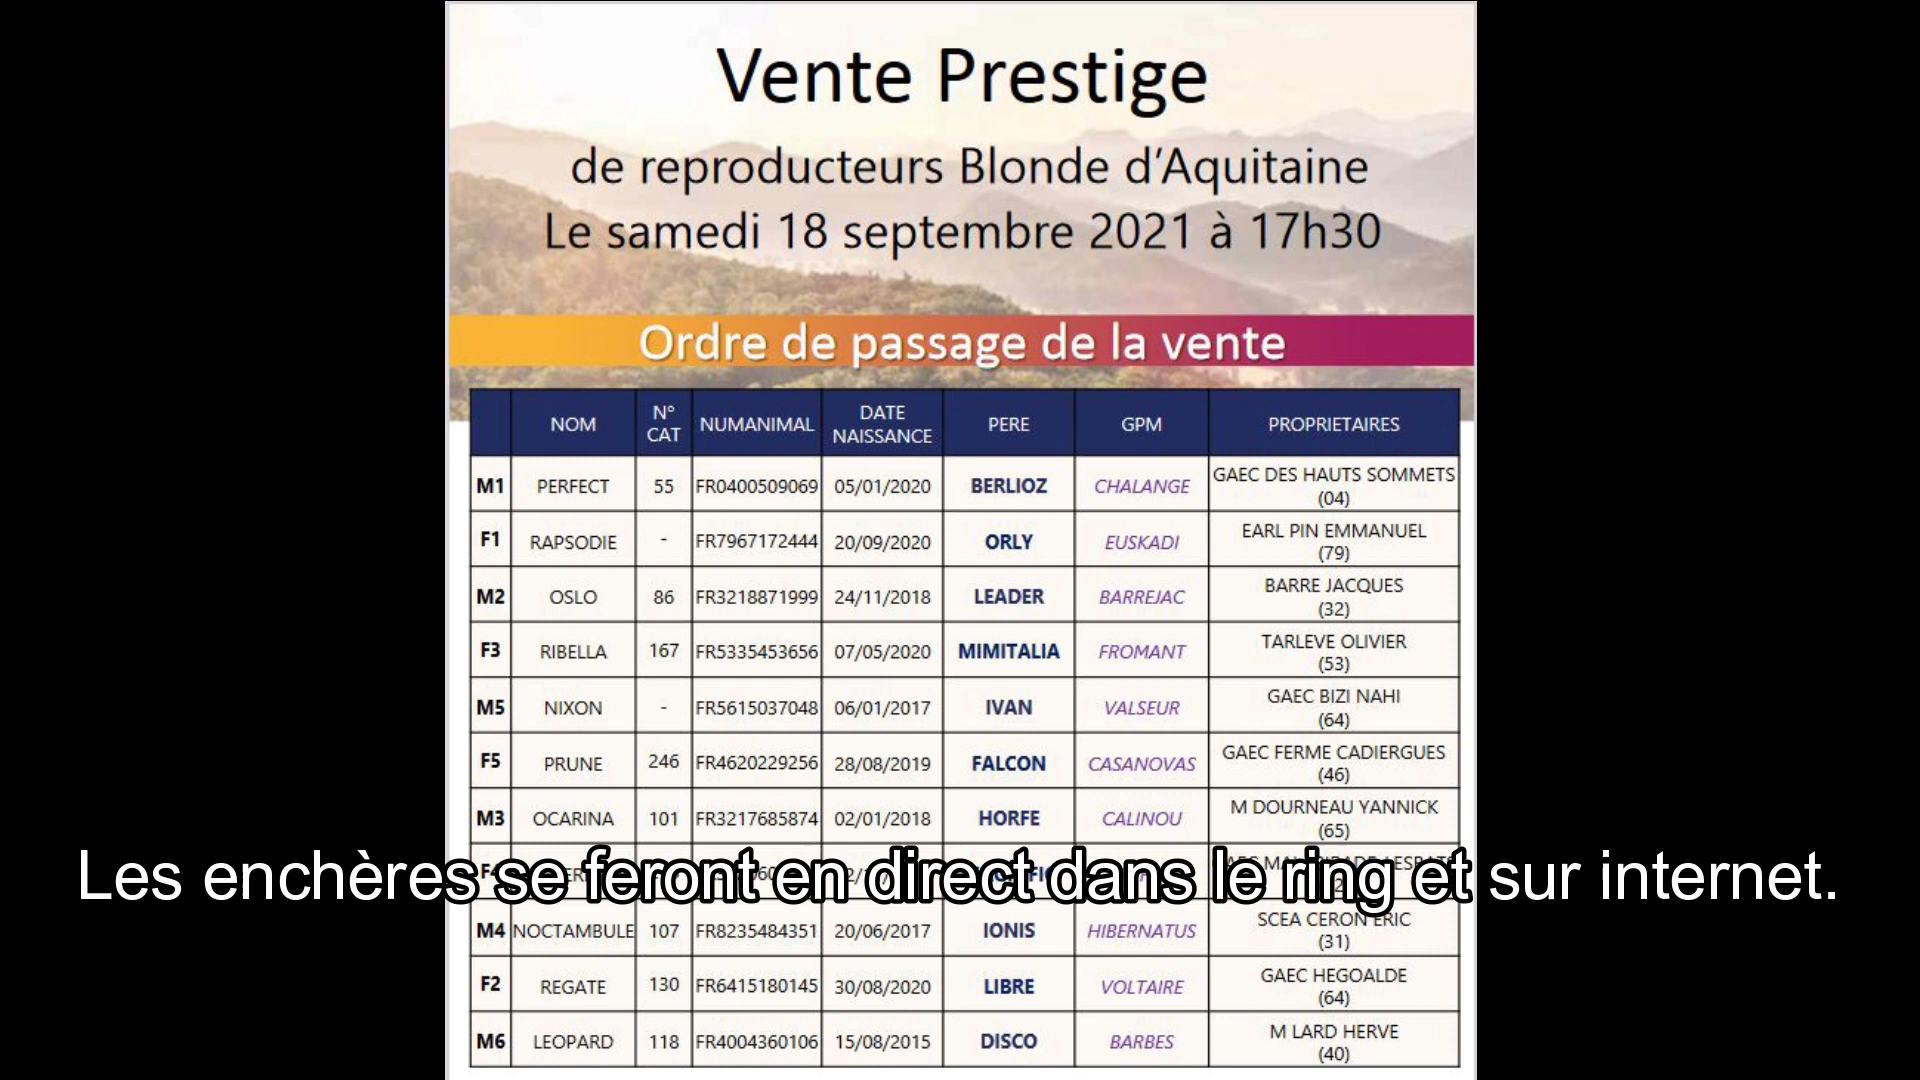 Vente Prestige
de reproducteurs Blonde d'Aquitaine
Le samedi 18 septembre 2021 à 17h30
Ordre de passage de la vente
NOM N° CAT NUMANIMAL DATE NAISSANCE PERE GPM PROPRIETAIRES
M1 PERFECT 55 FR0400509069 05/01/2020 BERLIOZ CHALANGE GAEC DES HAUTS SOMMETS (04)
F1 RAPSODIE - FR7967172444 20/09/2020 ORLY EUSKADI EARL PIN EMMANUEL (79)
M2 OSLO 86 FR3218871999 24/11/2018 LEADER BARREJAC BARRE JACQUES (32)
F3 RIBELLA 167 FR5335453656 07/05/2020 MIMITALIA FROMANT TARLEVE OLIVIER (53)
M5 NIXON - FR5615037048 06/01/2017 IVAN VALSEUR GAEC BIZI NAHI (64)
F5 PRUNE 246 FR4620229256 28/08/2019 FALCON CASANOVAS GAEC FERME CADIERGUES (46)
M3 OCARINA 101 FR3217685874 02/01/2018 HORFE CALINOU M DOURNEAU YANNICK (65)
Les enchères se feront en direct dans le ring et sur internet.
M4 NOCTAMBULE 107 FR8235484351 20/06/2017 IONIS HIBERNATUS SCEA CERON ERIC (31)
F2 REGATE 130 FR6415180145 30/08/2020 LIBRE VOLTAIRE GAEC HEGOALDE (64)
M6 LEOPARD 118 FR4004360106 15/08/2015 DISCO BARBES M LARD HERVE (40)